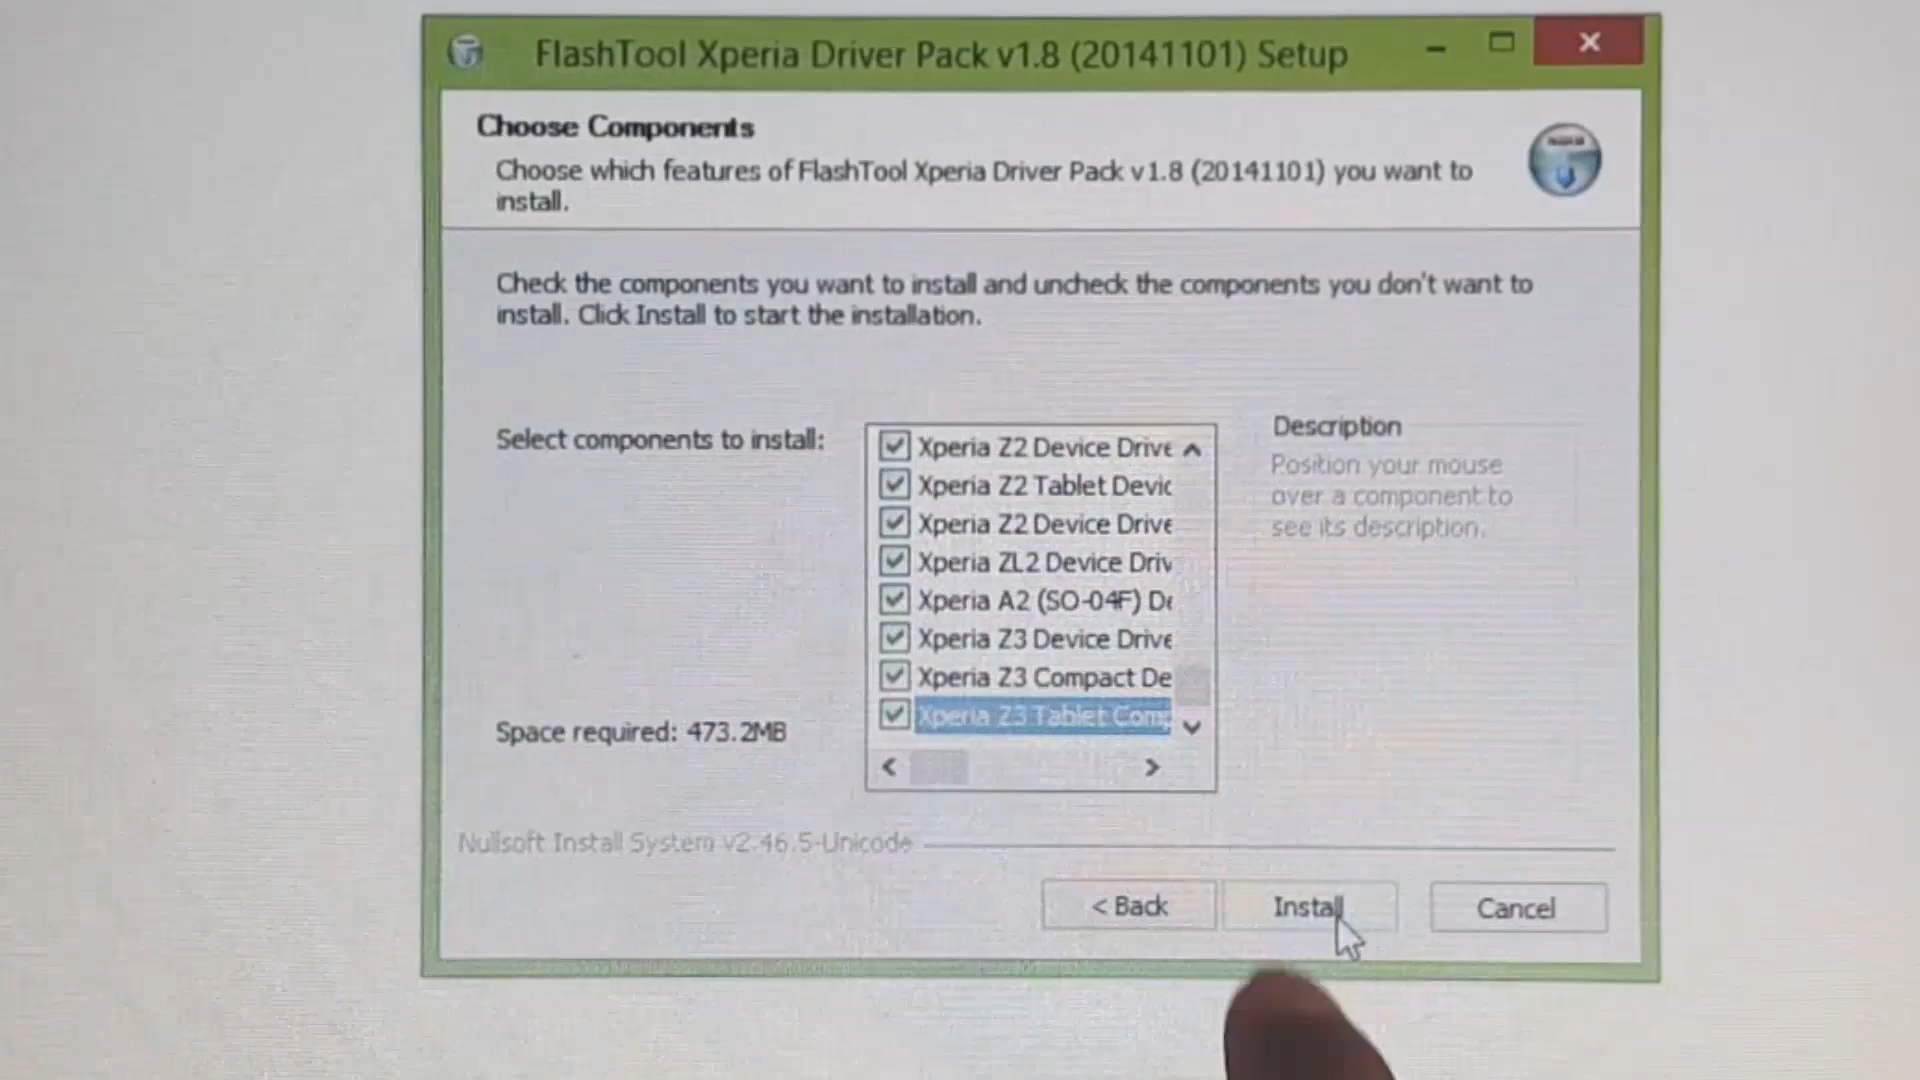 FlashTool Xperia Driver Pack v1.8 (20141101) Setup
Choose Components
Choose which features of FlashTool Xperia Driver Pack v1.8 (20141101) you want to
install.
Check the components you want to install and uncheck the components you don't want to
install. Click Install to start the installation.
Select components to install:
Xperia Z2 Device Drive
Xperia Z2 Tablet Devic
Xperia Z2 Device Drive
Xperia ZL2 Device Driv
Xperia A2 (SO-04F) De
Xperia Z3 Device Drive
Xperia Z3 Compact De
Xperia Z3 Tablet Comp
Description
Position your mouse
over a component to
see its description.
Space required: 473.2MB
Nullsoft Install System v2.46.5-Unicode
< Back
Install
Cancel